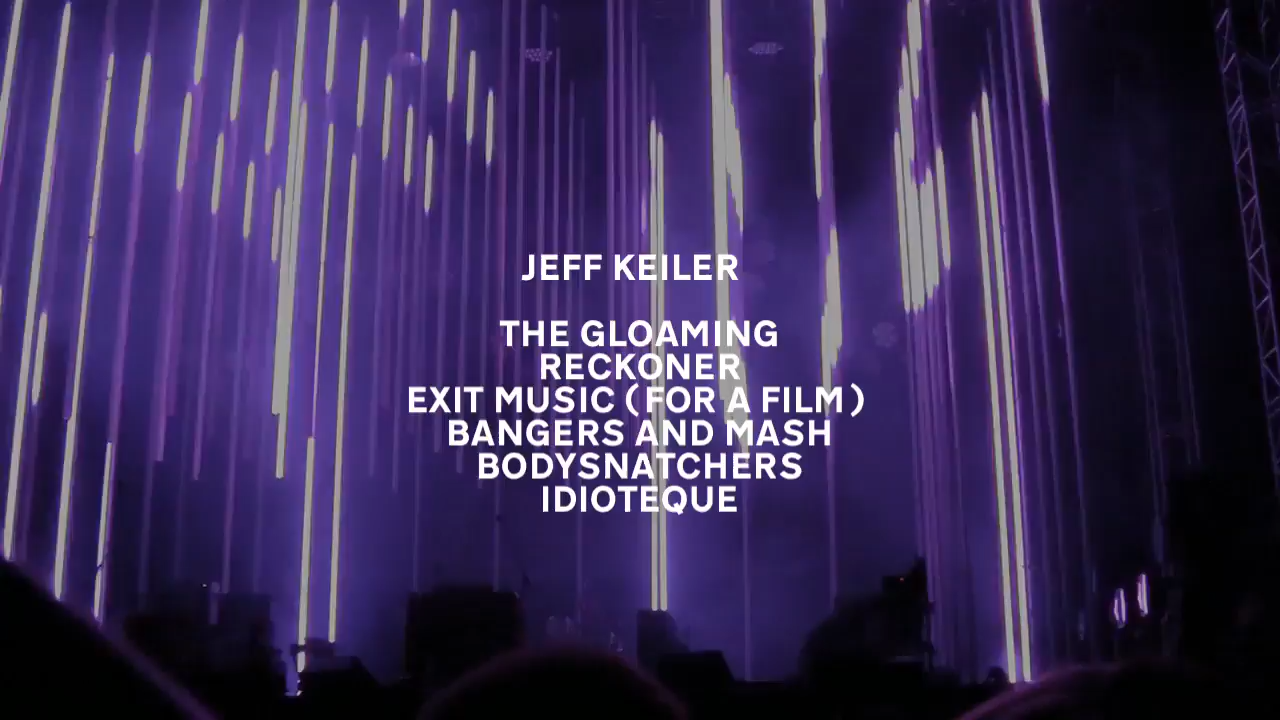 JEFF KEILER
THE GLOAMING
RECKONER
EXIT MUSIC (FOR A FILM)
BANGERS AND MASH
BODYSNATCHERS
IDIOTEQUE